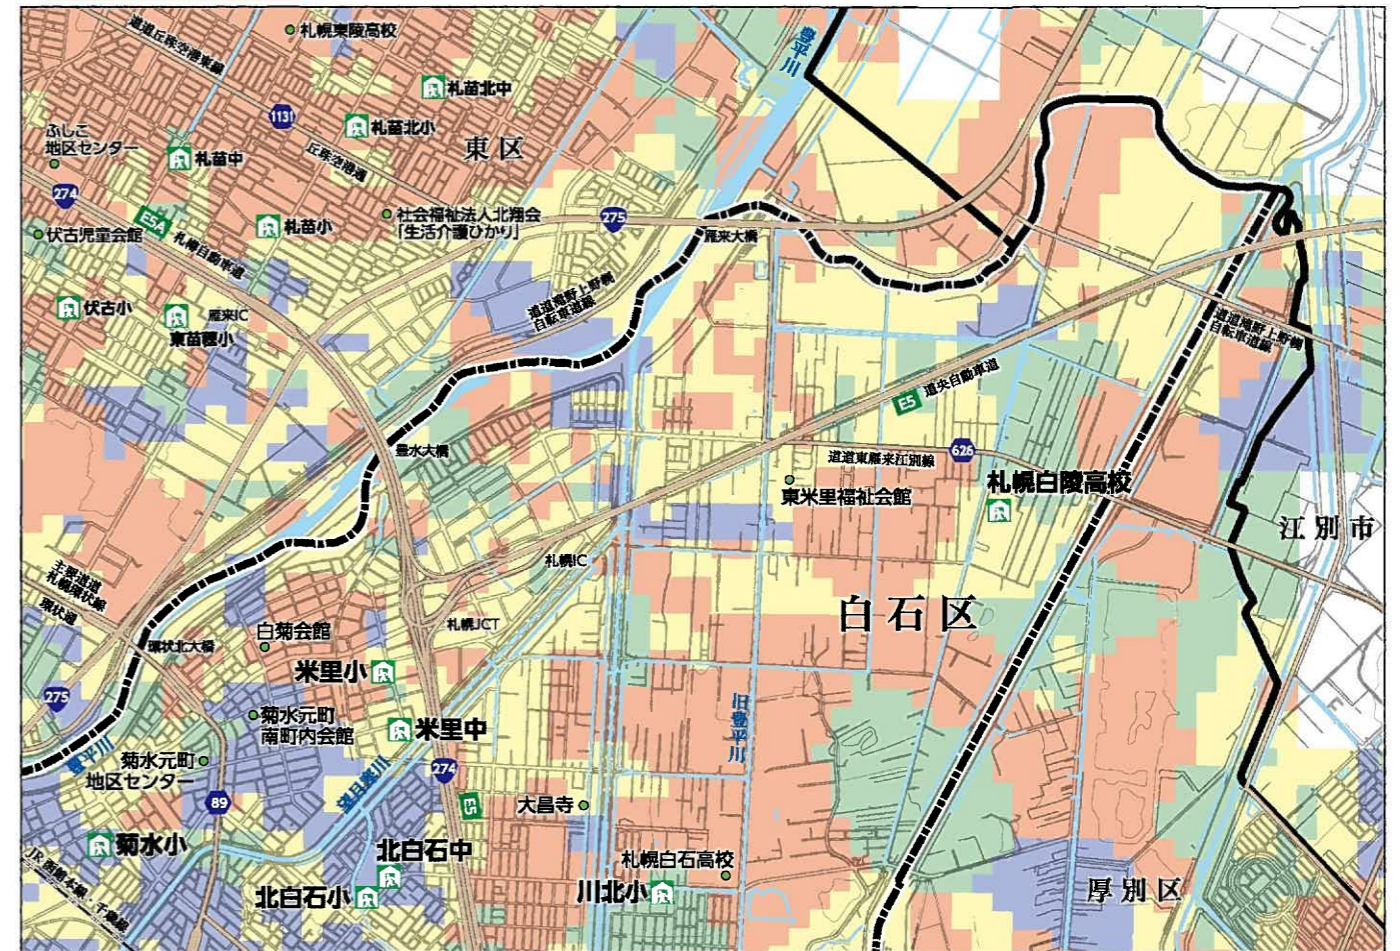 札幌東陵高校
道道丘珠空港東線
豊平川
札苗北中
1131
札苗北小
ふしこ
地区センター
札苗中
丘珠空港通
東区
274
E5A
札樽自動車道
札苗小
社会福祉法人北翔会
「生活介護ひかり」
275
雁来大橋
伏古児童会館
伏古小
東苗穂小
雁来IC
道道滝野上野幌
自転車道線
道道滝野上野幌
自転車道線
E5
道央自動車道
豊水大橋
道道東雁来江別線
626
東米里福祉会館
札幌白陵高校
江別市
札幌IC
主要道道
札幌環状線
環状通
白石区
札幌JCT
白菊会館
環状北大橋
米里小
275
菊水元町
南町内会館
米里中
旧豊平川
豊平川
菊水元町
地区センター
274
望月寒川
89
E5
大昌寺
菊水小
北白石中
札幌白石高校
JR函館本線・千歳線
北白石小
川北小
厚別区